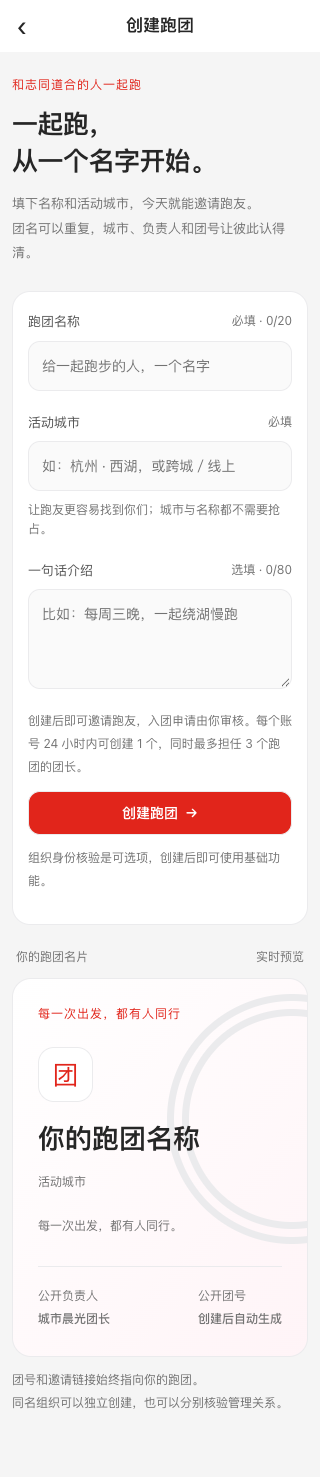 ‹ 创建跑团
和志同道合的人一起跑
一起跑，
从一个名字开始。
填下名称和活动城市，今天就能邀请跑友。
团名可以重复，城市、负责人和团号让彼此认得
清。
跑团名称 必填 · 0/20
给一起跑步的人，一个名字
活动城市 必填
如：杭州 · 西湖，或跨城 / 线上
让跑友更容易找到你们；城市与名称都不需要抢
占。
一句话介绍 选填 · 0/80
比如：每周三晚，一起绕湖慢跑
创建后即可邀请跑友，入团申请由你审核。每个账
号 24 小时内可创建 1 个，同时最多担任 3 个跑
团的团长。
创建跑团 →
组织身份核验是可选项，创建后即可使用基础功
能。
你的跑团名片 实时预览
每一次出发，都有人同行
团
你的跑团名称
活动城市
每一次出发，都有人同行。
公开负责人 公开团号
城市晨光团长 创建后自动生成
团号和邀请链接始终指向你的跑团。
同名组织可以独立创建，也可以分别核验管理关系。